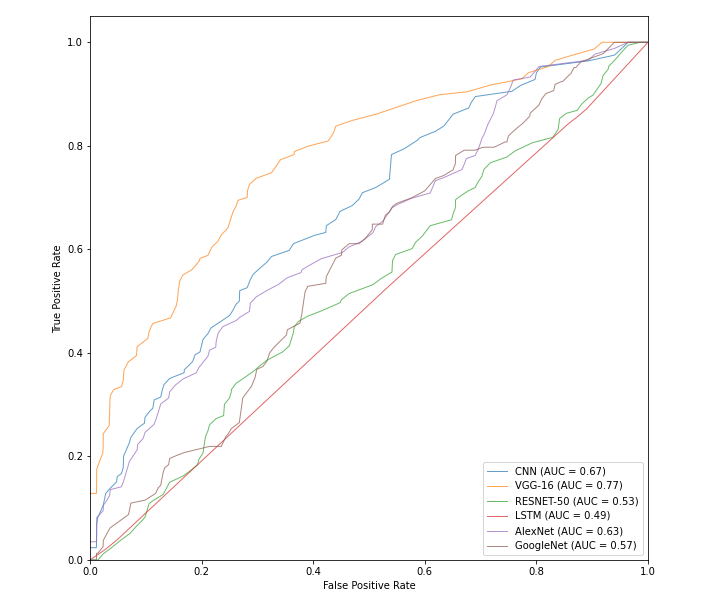 1.0
0.8
0.6
0.4
0.2
0.0
True Positive Rate
CNN (AUC = 0.67)
VGG-16 (AUC = 0.77)
RESNET-50 (AUC = 0.53)
LSTM (AUC = 0.49)
AlexNet (AUC = 0.63)
GoogleNet (AUC = 0.57)
0.0 0.2 0.4 0.6 0.8 1.0
False Positive Rate